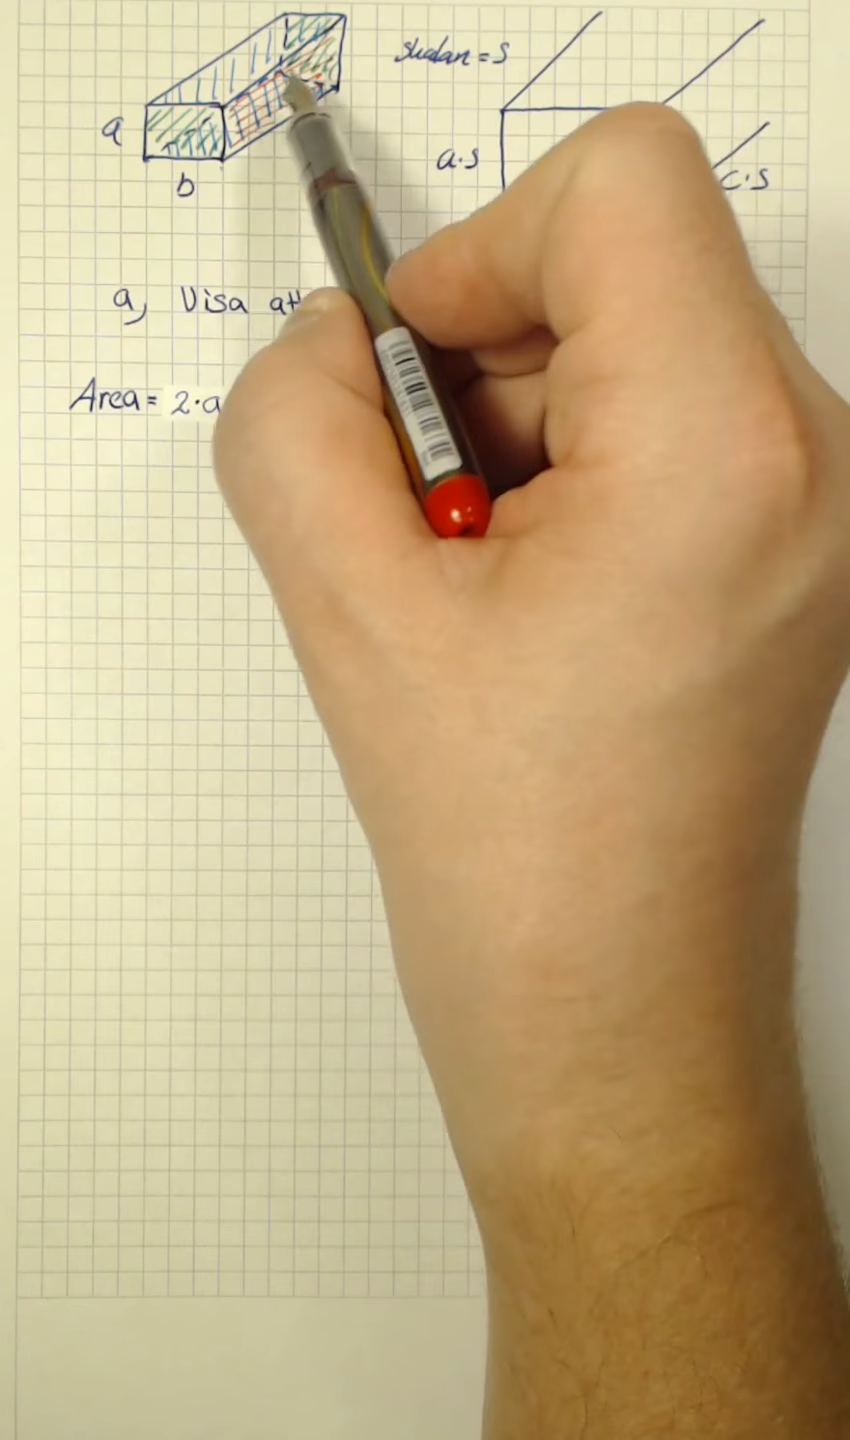 skalan = s
a
a·s
c·s
b
a, Visa att
Area = 2·a